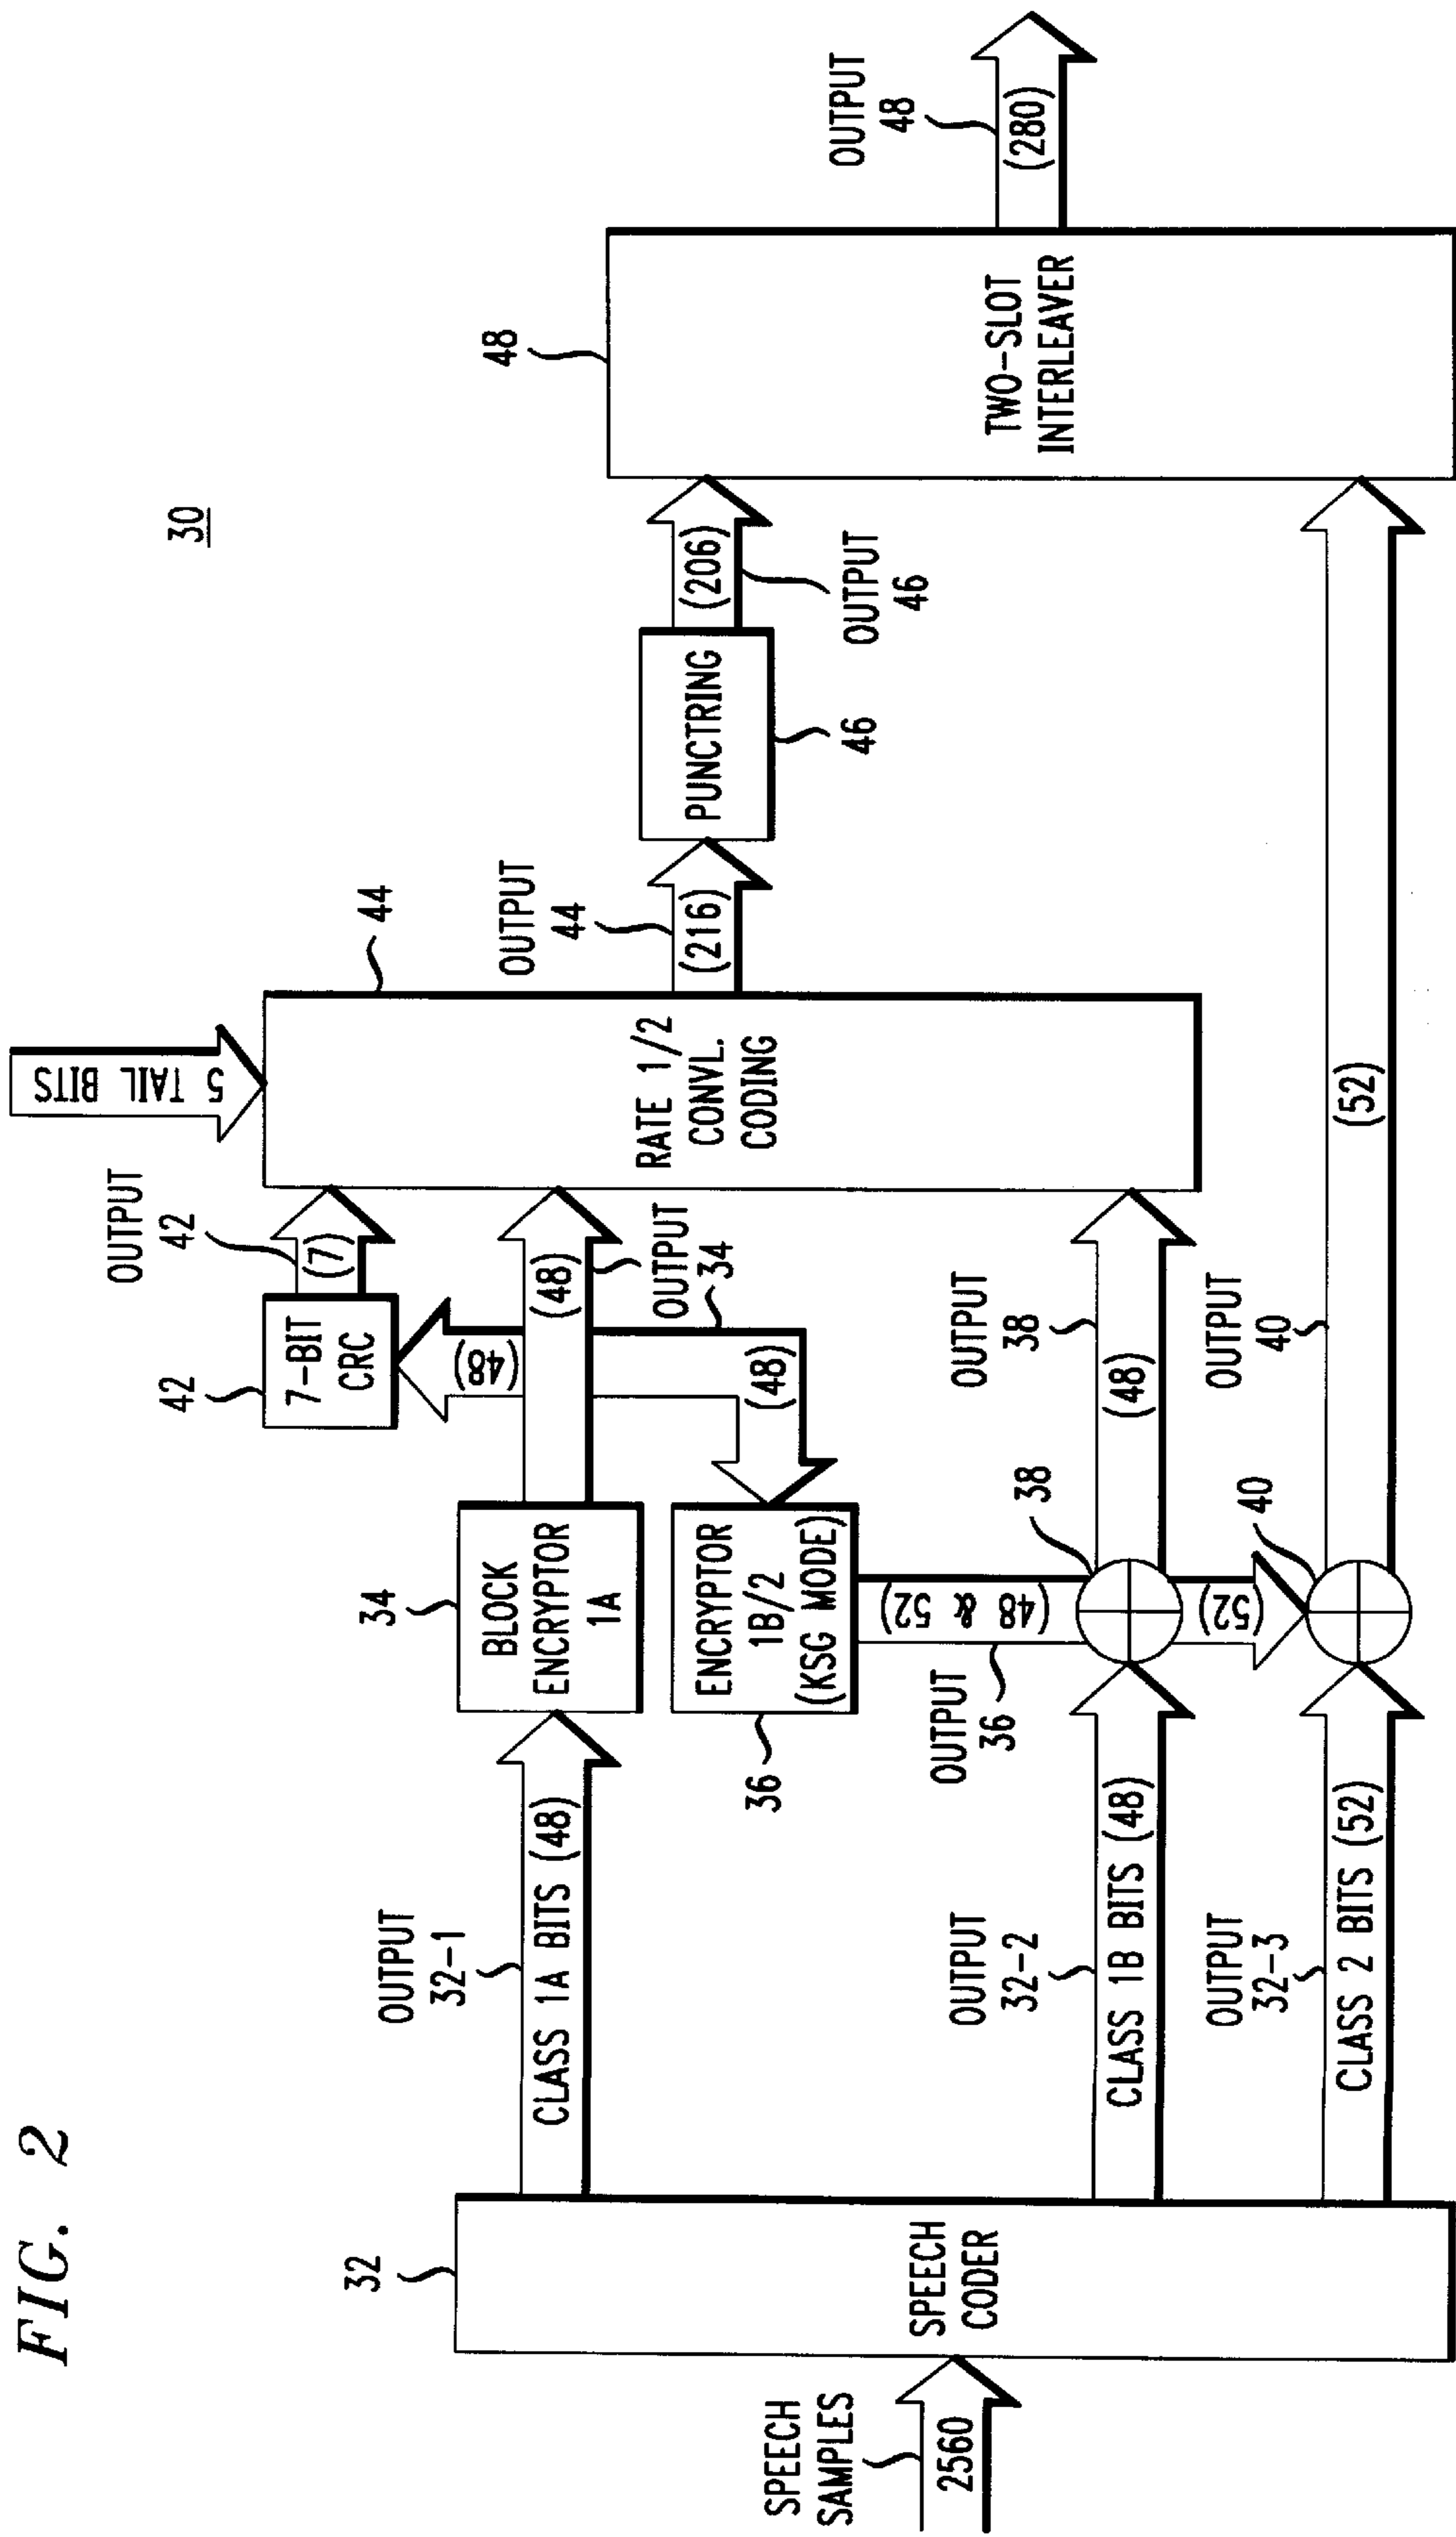 FIG. 2
30
SPEECH
SAMPLES
2560
32
SPEECH
CODER
OUTPUT
32-1
CLASS 1A BITS (48)
OUTPUT
32-2
CLASS 1B BITS (48)
OUTPUT
32-3
CLASS 2 BITS (52)
34
BLOCK
ENCRYPTOR
1A
36
ENCRYPTOR
1B/2
(KSG MODE)
OUTPUT
36
(48 & 52)
(52)
38
40
42
7-BIT
CRC
(48)
(48)
(48)
OUTPUT
34
OUTPUT
42
(7)
OUTPUT
38
(48)
OUTPUT
40
(52)
5 TAIL BITS
44
RATE 1/2
CONVL.
CODING
OUTPUT
44
(216)
PUNCTRING
46
(206)
OUTPUT
46
48
TWO-SLOT
INTERLEAVER
OUTPUT
48
(280)